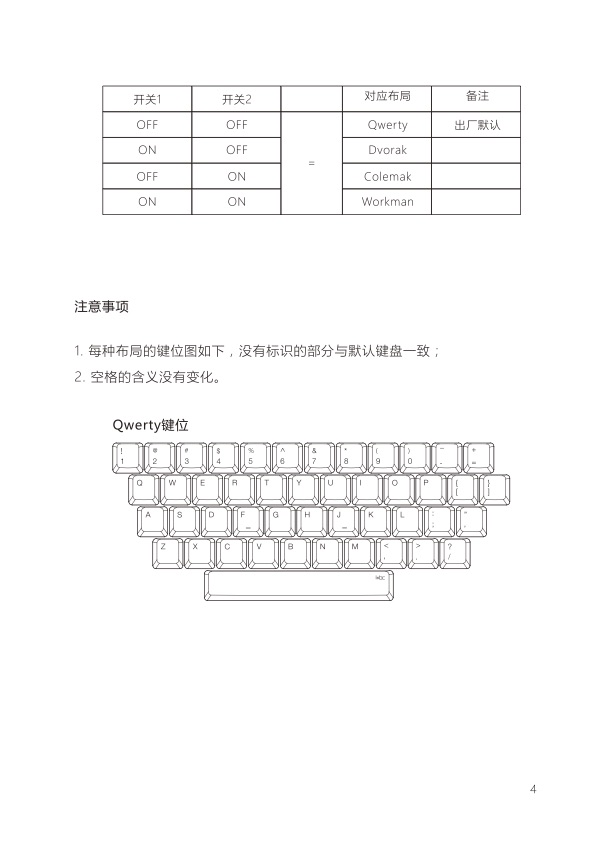 开关1 开关2 对应布局 备注
OFF OFF Qwerty 出厂默认
ON OFF Dvorak
=
OFF ON Colemak
ON ON Workman
注意事项
1. 每种布局的键位图如下，没有标识的部分与默认键盘一致；
2. 空格的含义没有变化。
Qwerty键位
! @ # $ % ^ & * ( ) _ +
1 2 3 4 5 6 7 8 9 0 - =
Q W E R T Y U I O P { }
[ ]
A S D F G H J K L : "
; '
Z X C V B N M < > ?
, . /
4